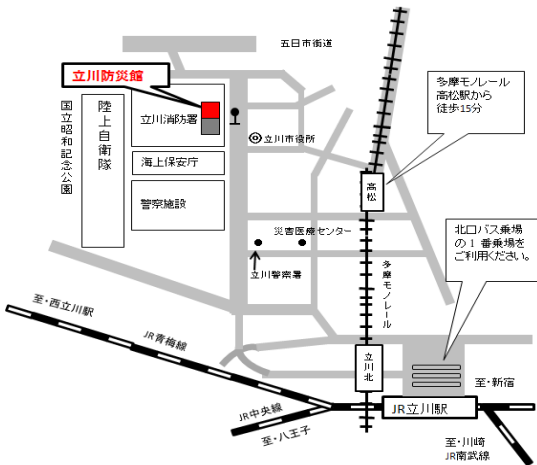 五日市街道
立川防災館
多摩モノレール
高松駅から
徒歩15分
国立昭和記念公園
陸上自衛隊
立川消防署
立川市役所
海上保安庁
高松
警察施設
北口バス乗場
の１番乗場を
ご利用ください。
災害医療センター
多摩モノレール
立川警察署
至・西立川駅
JR青梅線
立川北
至・新宿
JR中央線
JR立川駅
至・八王子
至・川崎
JR南武線